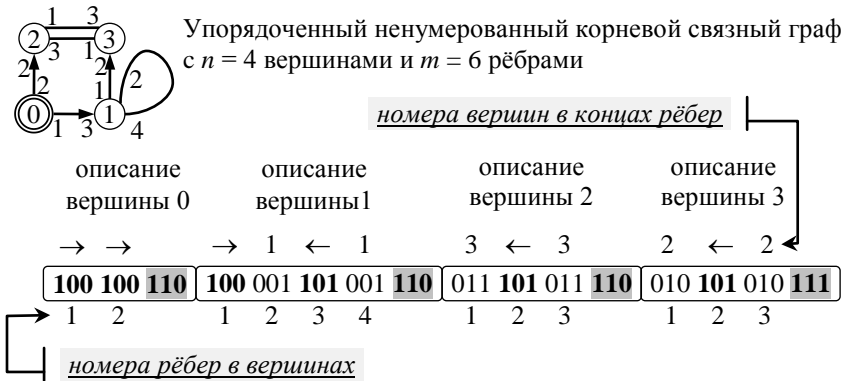 1 3
2 3
3 1
Упорядоченный ненумерованный корневой связный граф
с n = 4 вершинами и m = 6 рёбрами
2 2 2
2 1
0 1
1 3 4
номера вершин в концах рёбер
описание описание описание описание
вершины 0 вершины1 вершины 2 вершины 3
→ → → 1 ← 1 3 ← 3 2 ← 2
100 100 110 100 001 101 001 110 011 101 011 110 010 101 010 111
1 2 1 2 3 4 1 2 3 1 2 3
номера рёбер в вершинах